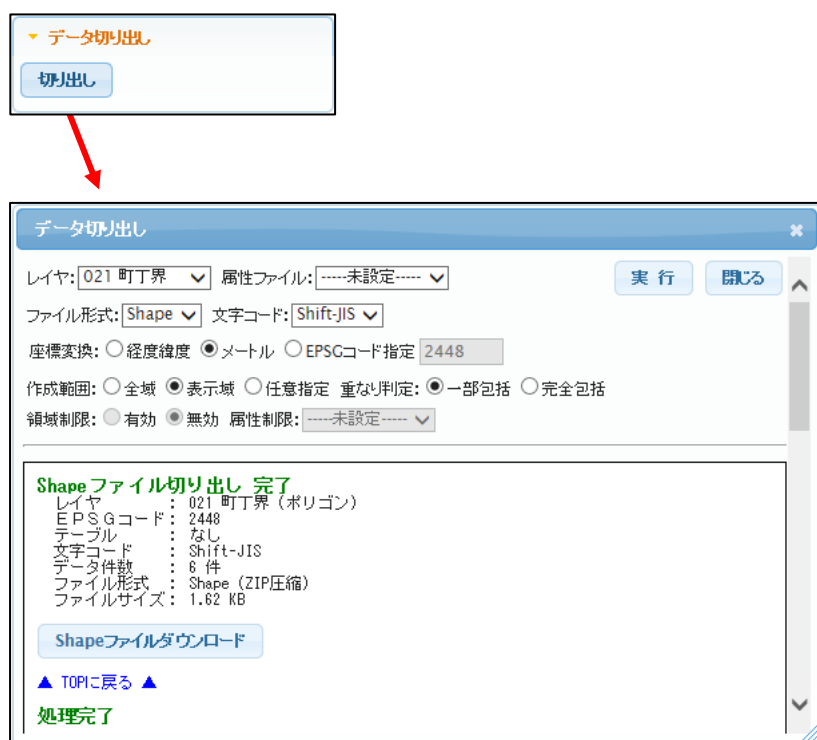 データ切り出し
切り出し
データ切り出し
レイヤ: 021 町丁界 属性ファイル: -----未設定----- 実 行 閉じる
ファイル形式: Shape 文字コード: Shift-JIS
座標変換: 経度緯度 メートル EPSGコード指定 2448
作成範囲: 全域 表示域 任意指定 重なり判定: 一部包括 完全包括
領域制限: 有効 無効 属性制限: -----未設定-----
Shape ファイル切り出し 完了
レイヤ : 021 町丁界 (ポリゴン)
EPSGコード : 2448
テーブル : なし
文字コード : Shift-JIS
データ件数 : 6 件
ファイル形式 : Shape (ZIP圧縮)
ファイルサイズ : 1.62 KB
Shapeファイルダウンロード
▲ TOPに戻る ▲
処理完了